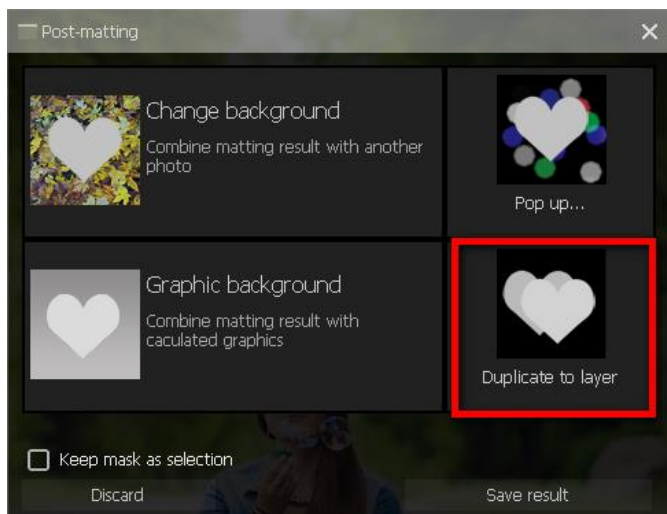 Post-matting
Change background
Combine matting result with another
photo
Pop up...
Graphic background
Combine matting result with
caculated graphics
Duplicate to layer
Keep mask as selection
Discard
Save result